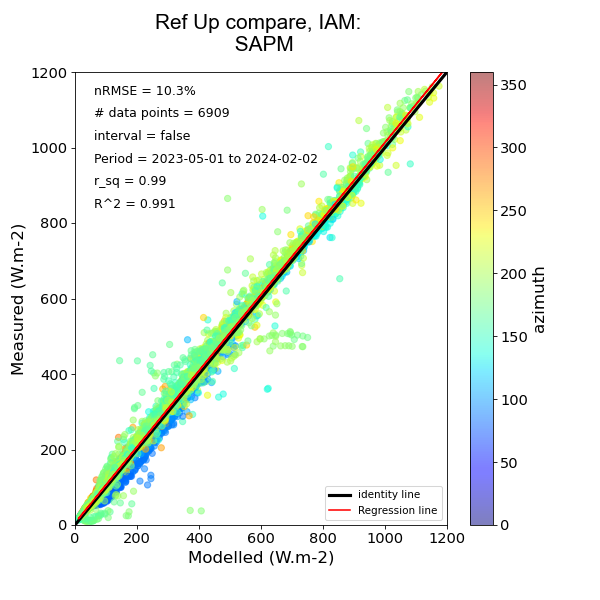 Ref Up compare, IAM:
SAPM
nRMSE = 10.3%
# data points = 6909
interval = false
Period = 2023-05-01 to 2024-02-02
r_sq = 0.99
R^2 = 0.991
1200
1000
800
600
400
200
0
Measured (W.m-2)
0 200 400 600 800 1000 1200
Modelled (W.m-2)
identity line
Regression line
350
300
250
200
150
100
50
0
azimuth